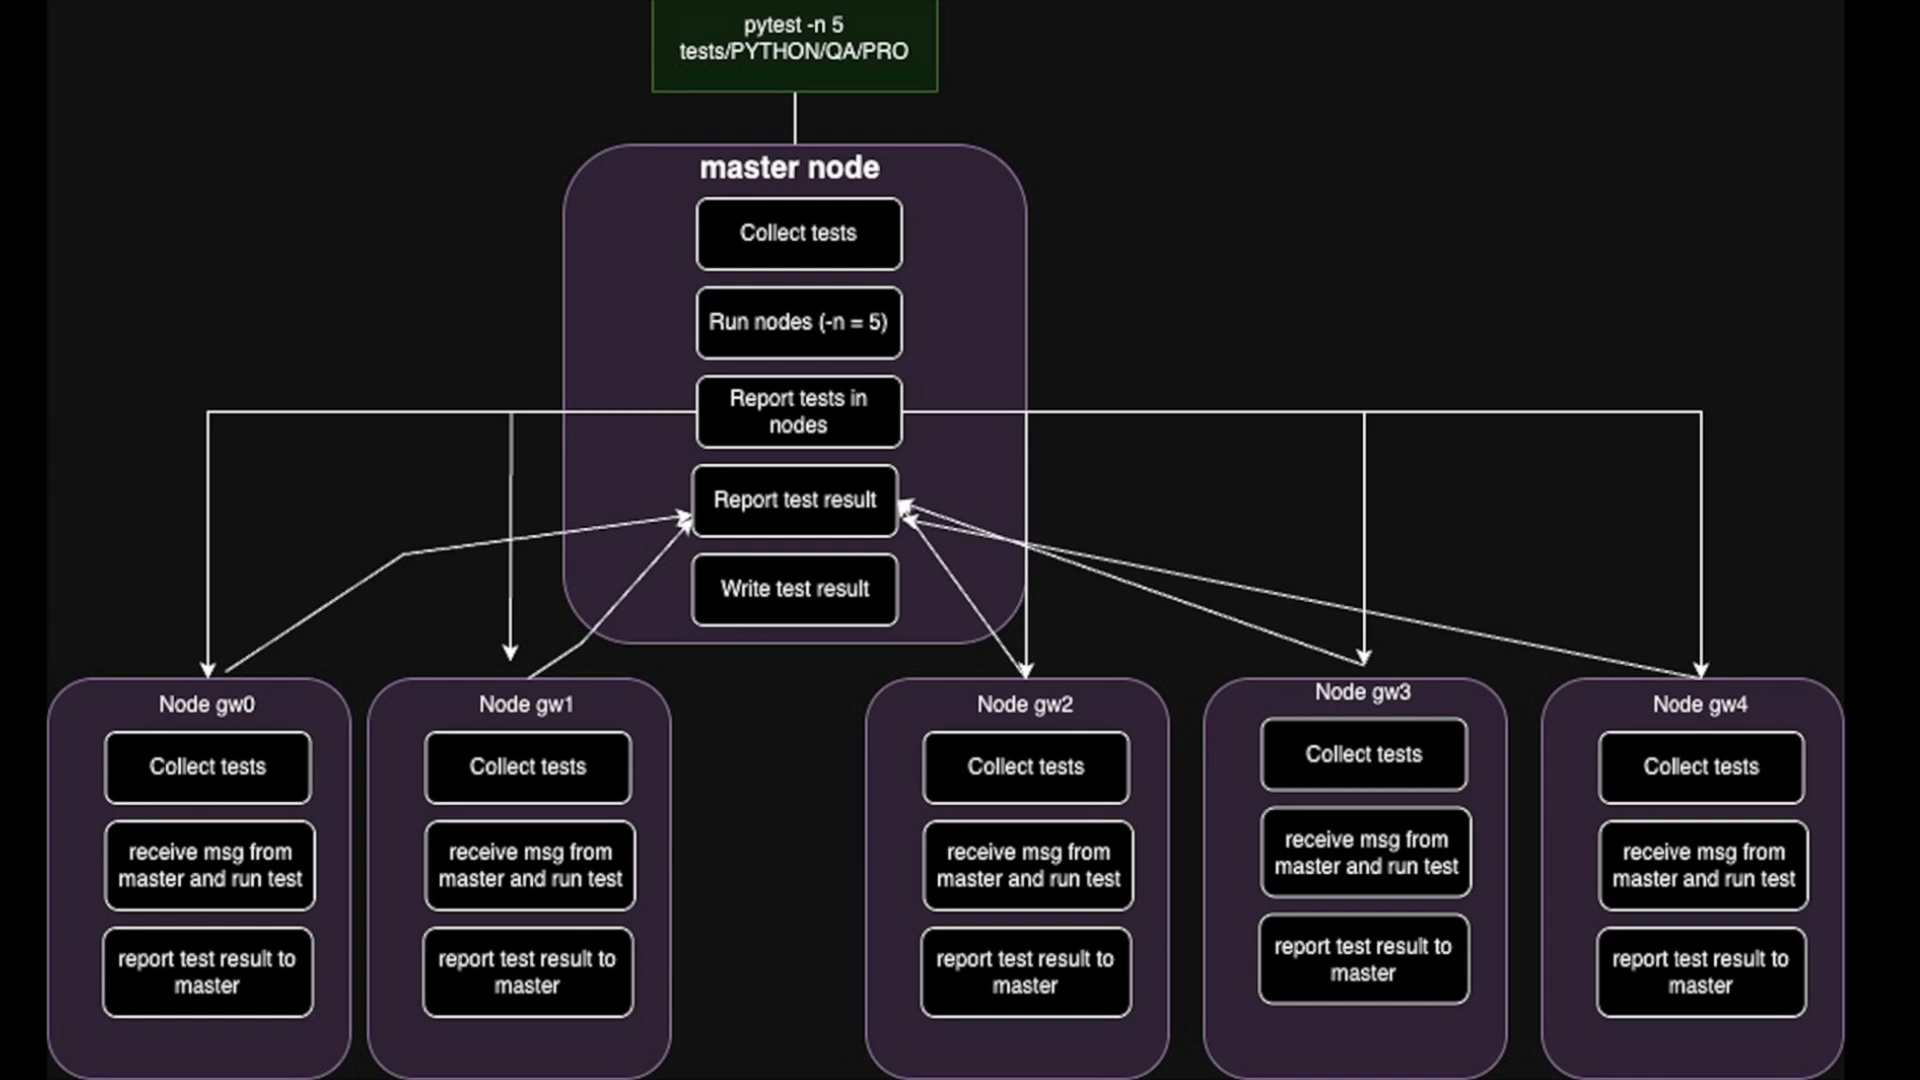 pytest -n 5
tests/PYTHON/QA/PRO
master node
Collect tests
Run nodes (-n = 5)
Report tests in
nodes
Report test result
Write test result
Node gw0
Collect tests
receive msg from
master and run test
report test result to
master
Node gw1
Collect tests
receive msg from
master and run test
report test result to
master
Node gw2
Collect tests
receive msg from
master and run test
report test result to
master
Node gw3
Collect tests
receive msg from
master and run test
report test result to
master
Node gw4
Collect tests
receive msg from
master and run test
report test result to
master